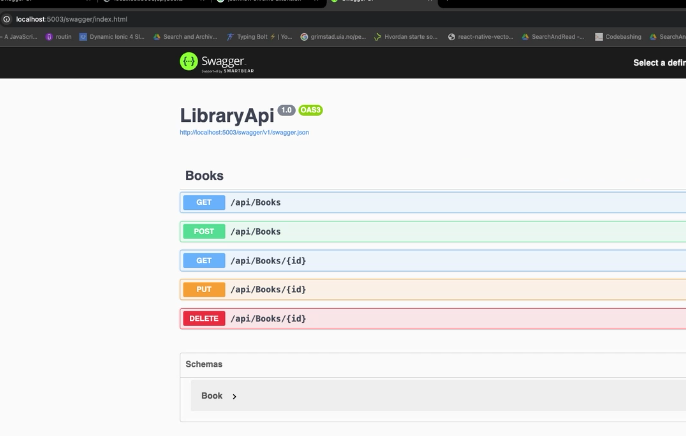 localhost:5003/swagger/index.html
A JavaScri... routin Dynamic Ionic 4 Si... Search and Archiv... Typing Bolt ⚡ | Yo... grimstad.uia.no/pe... Hvordan starte so... react-native-vecto... SearchAndRead -... Codebashing SearchAn
Swagger
Supported by SMARTBEAR
Select a defin
LibraryApi 1.0 OAS3
http://localhost:5003/swagger/v1/swagger.json
Books
GET /api/Books
POST /api/Books
GET /api/Books/{id}
PUT /api/Books/{id}
DELETE /api/Books/{id}
Schemas
Book